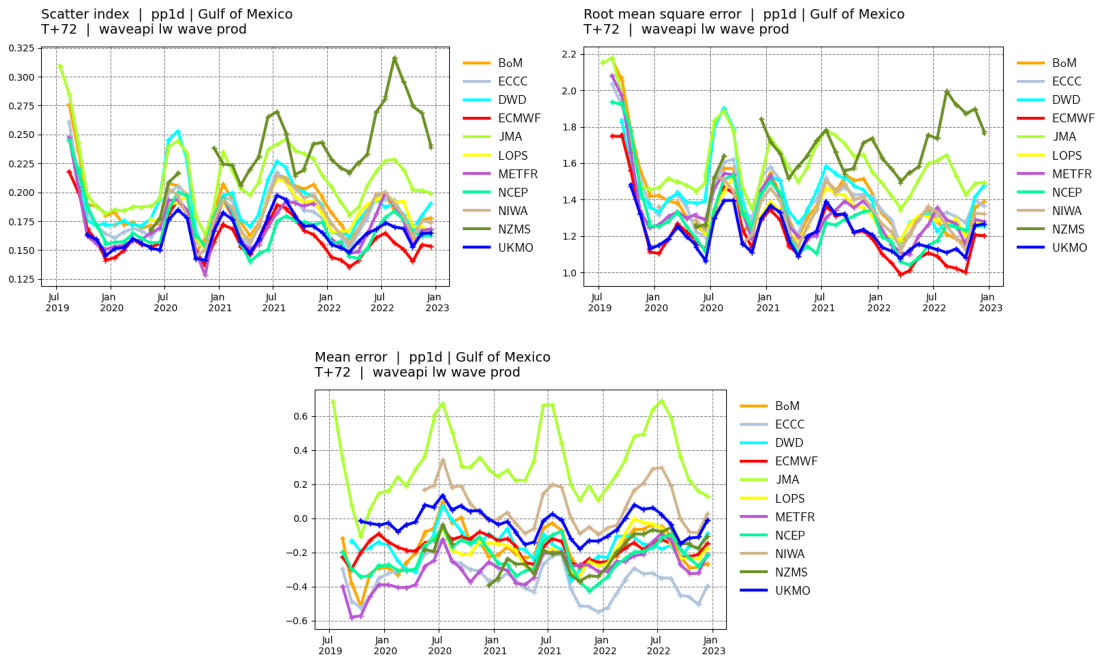 Scatter index | pp1d | Gulf of Mexico
T+72 | waveapi lw wave prod
0.325
0.300
0.275
0.250
0.225
0.200
0.175
0.150
0.125
Jul
2019
Jan
2020
Jul
2020
Jan
2021
Jul
2021
Jan
2022
Jul
2022
Jan
2023
BoM
ECCC
DWD
ECMWF
JMA
LOPS
METFR
NCEP
NIWA
NZMS
UKMO
Root mean square error | pp1d | Gulf of Mexico
T+72 | waveapi lw wave prod
2.2
2.0
1.8
1.6
1.4
1.2
1.0
Jul
2019
Jan
2020
Jul
2020
Jan
2021
Jul
2021
Jan
2022
Jul
2022
Jan
2023
BoM
ECCC
DWD
ECMWF
JMA
LOPS
METFR
NCEP
NIWA
NZMS
UKMO
Mean error | pp1d | Gulf of Mexico
T+72 | waveapi lw wave prod
0.6
0.4
0.2
0.0
−0.2
−0.4
−0.6
Jul
2019
Jan
2020
Jul
2020
Jan
2021
Jul
2021
Jan
2022
Jul
2022
Jan
2023
BoM
ECCC
DWD
ECMWF
JMA
LOPS
METFR
NCEP
NIWA
NZMS
UKMO